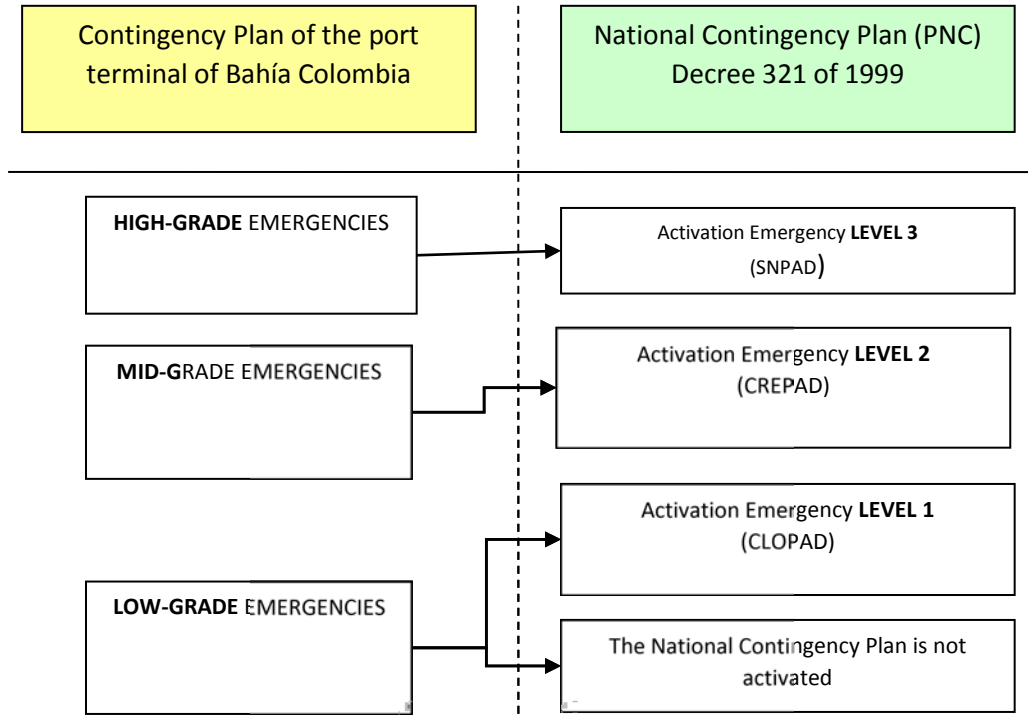 Contingency Plan of the port
terminal of Bahía Colombia
National Contingency Plan (PNC)
Decree 321 of 1999
HIGH-GRADE EMERGENCIES
Activation Emergency LEVEL 3
(SNPAD)
MID-GRADE EMERGENCIES
Activation Emergency LEVEL 2
(CREPAD)
Activation Emergency LEVEL 1
(CLOPAD)
LOW-GRADE EMERGENCIES
The National Contingency Plan is not
activated